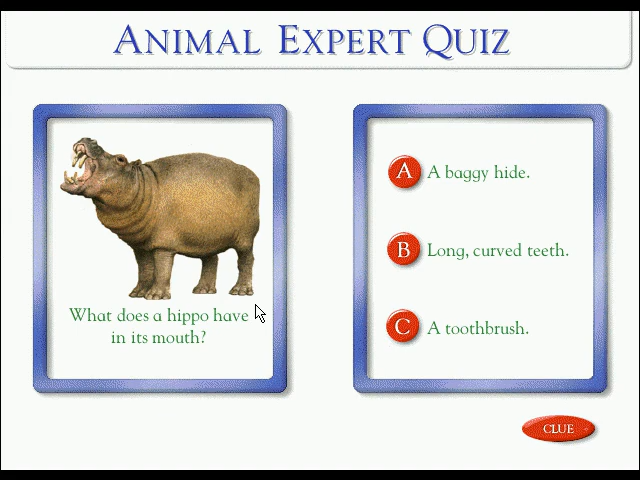 ANIMAL EXPERT QUIZ
What does a hippo have
in its mouth?
A A baggy hide.
B Long, curved teeth.
C A toothbrush.
CLUE